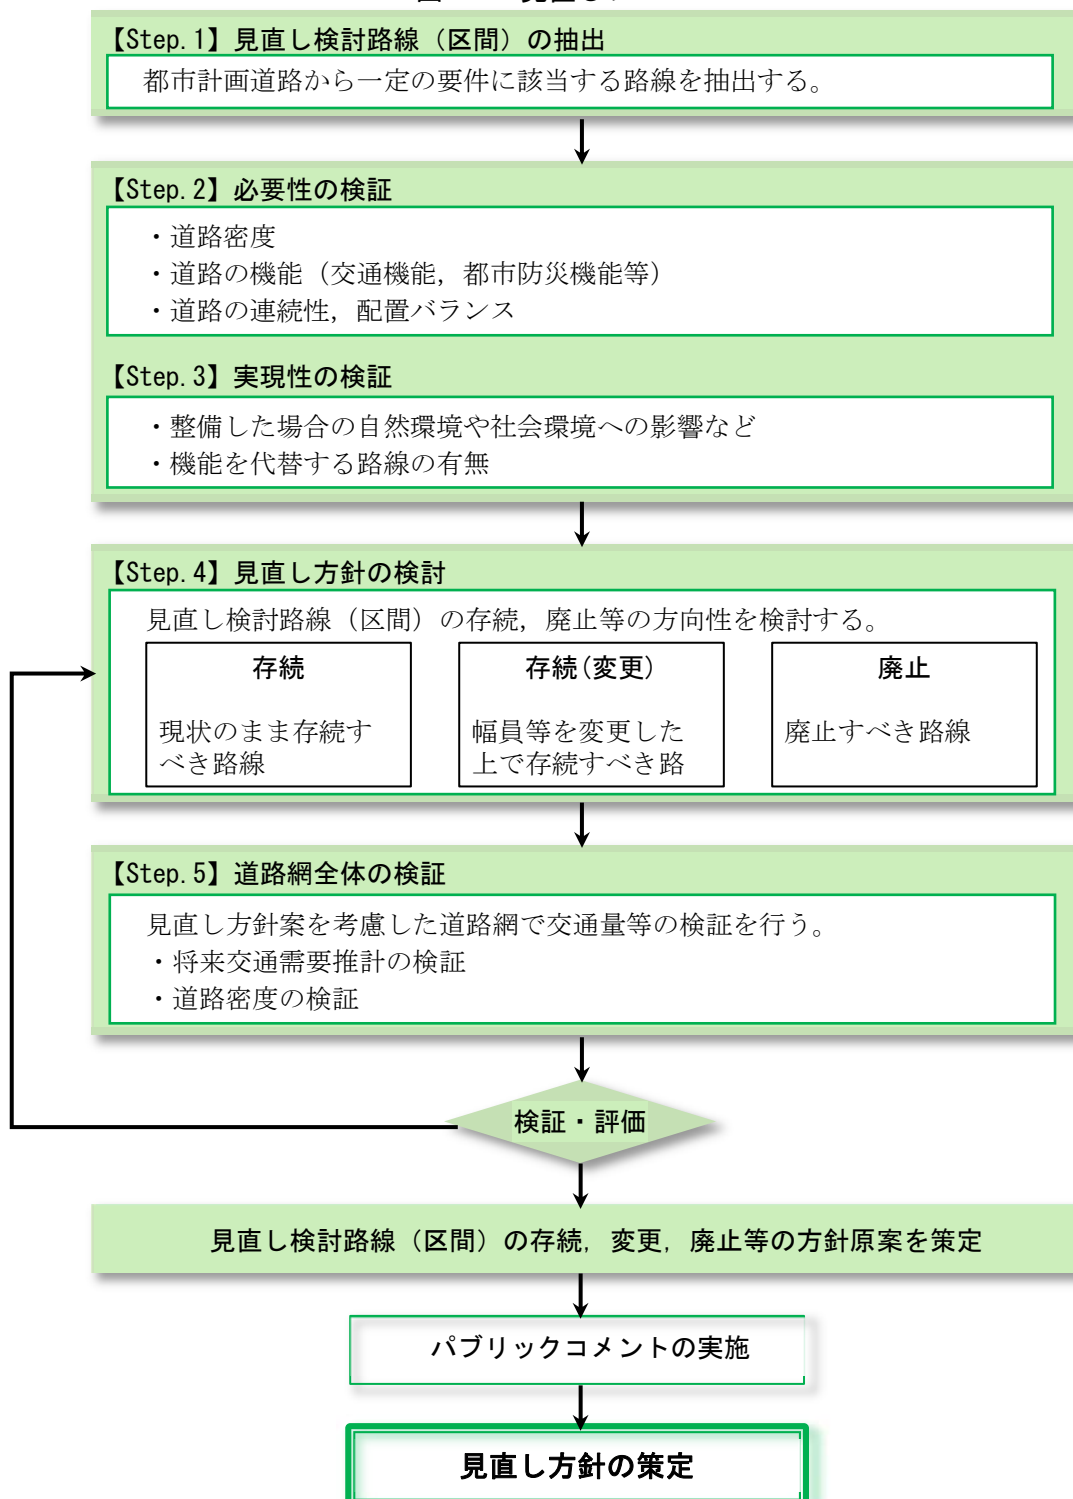 【Step.1】見直し検討路線（区間）の抽出
都市計画道路から一定の要件に該当する路線を抽出する。
【Step.2】必要性の検証
・道路密度
・道路の機能（交通機能，都市防災機能等）
・道路の連続性，配置バランス
【Step.3】実現性の検証
・整備した場合の自然環境や社会環境への影響など
・機能を代替する路線の有無
【Step.4】見直し方針の検討
見直し検討路線（区間）の存続，廃止等の方向性を検討する。
存続
現状のまま存続す
べき路線
存続(変更)
幅員等を変更した
上で存続すべき路
廃止
廃止すべき路線
【Step.5】道路網全体の検証
見直し方針案を考慮した道路網で交通量等の検証を行う。
・将来交通需要推計の検証
・道路密度の検証
検証・評価
見直し検討路線（区間）の存続，変更，廃止等の方針原案を策定
パブリックコメントの実施
見直し方針の策定